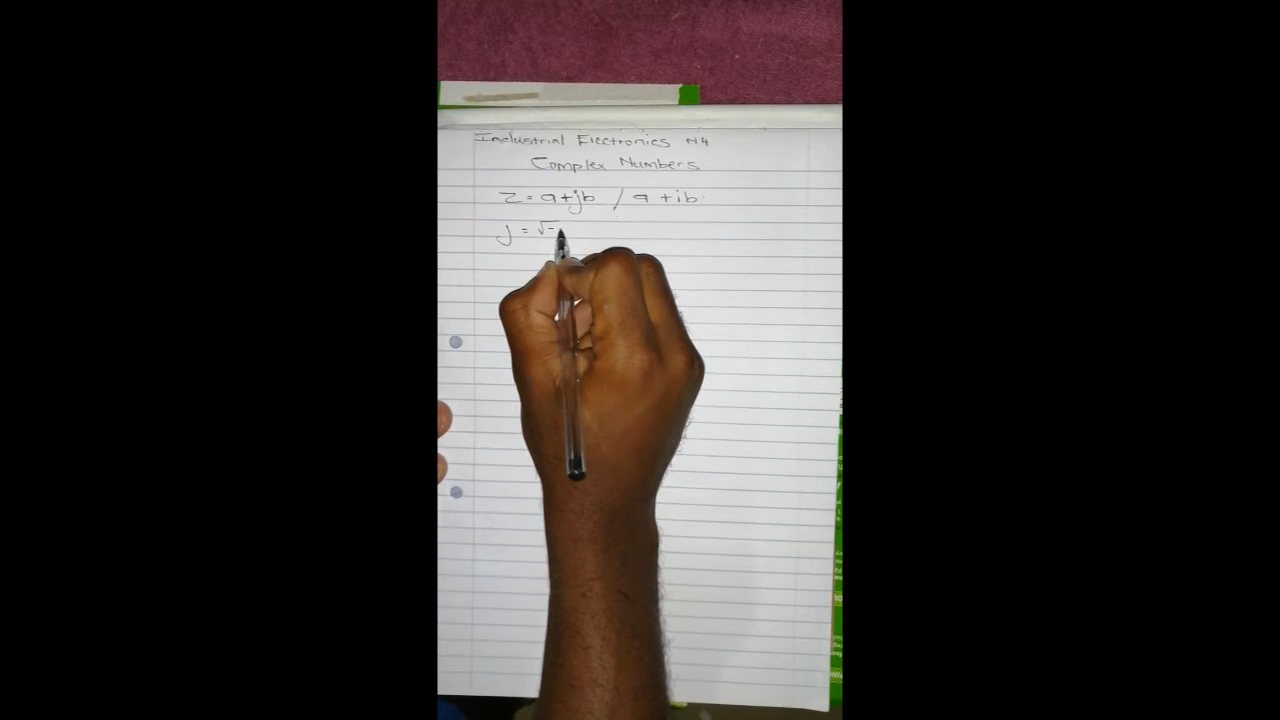 Industrial Electronics N4
Complex Numbers
Z = a+jb / a+ib
j = √-